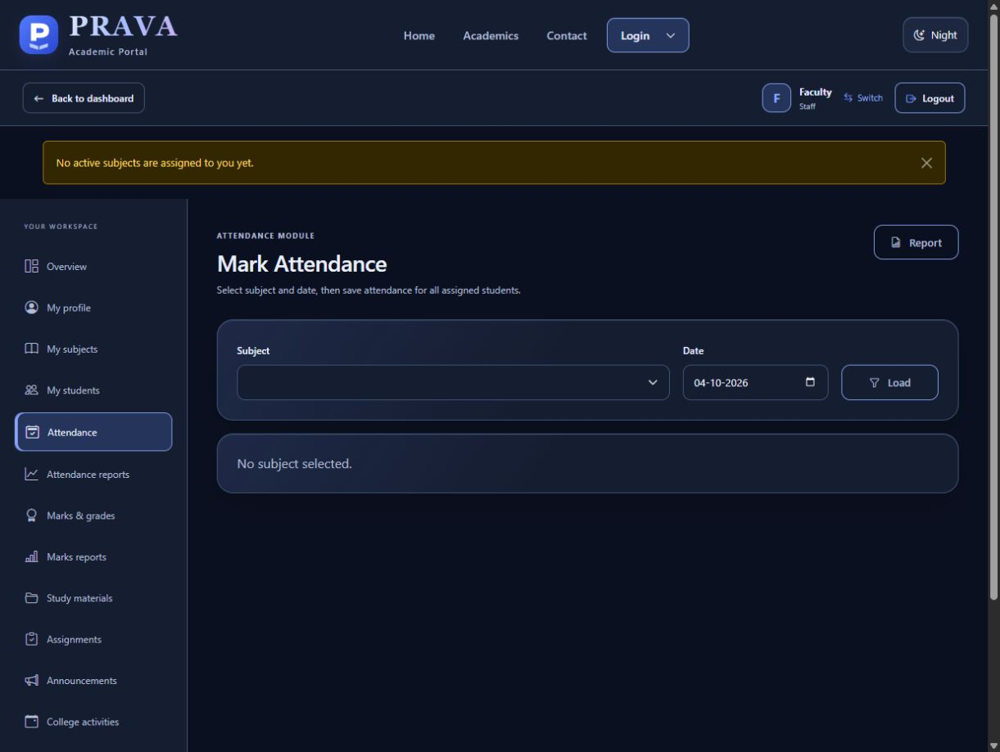 PRAVA
Academic Portal
Home
Academics
Contact
Login
Night
Back to dashboard
F
Faculty
Staff
Switch
Logout
No active subjects are assigned to you yet.
YOUR WORKSPACE
Overview
My profile
My subjects
My students
Attendance
Attendance reports
Marks & grades
Marks reports
Study materials
Assignments
Announcements
College activities
ATTENDANCE MODULE
Mark Attendance
Select subject and date, then save attendance for all assigned students.
Report
Subject
Date
04-10-2026
Load
No subject selected.